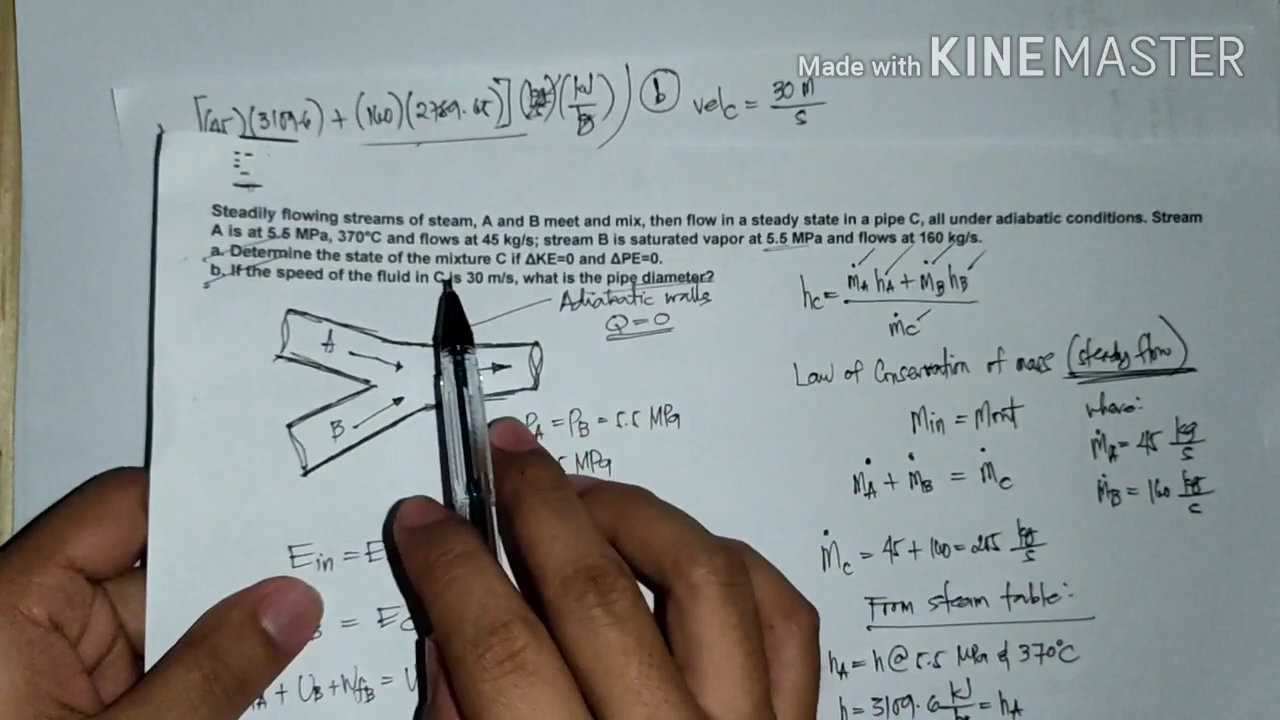 Made with KINEMASTER
(3109.6) + (160)(2789.65)] (kJ/kg) (b) vel_C = 30 m/s
Steadily flowing streams of steam, A and B meet and mix, then flow in a steady state in a pipe C, all under adiabatic conditions. Stream
A is at 5.5 MPa, 370°C and flows at 45 kg/s; stream B is saturated vapor at 5.5 MPa and flows at 160 kg/s.
a. Determine the state of the mixture C if ΔKE=0 and ΔPE=0.
b. If the speed of the fluid in C is 30 m/s, what is the pipe diameter?
Adiabatic walls
Q = 0
h_C = (ṁ_A h_A + ṁ_B h_B) / ṁ_C
A
B
Law of Conservation of mass (steady flow)
P_A = P_B = 5.5 MPa
MPa
Min = Mout
where:
ṁ_A = 45 kg/s
ṁ_A + ṁ_B = ṁ_C
ṁ_B = 160 kg/s
E_in = E
ṁ_C = 45 + 160 = 205 kg/s
= E_C
From steam table:
+ U_B + W_fB = U
h_A = h @ 5.5 MPa & 370°C
h = 3109.6 kJ/kg = h_A